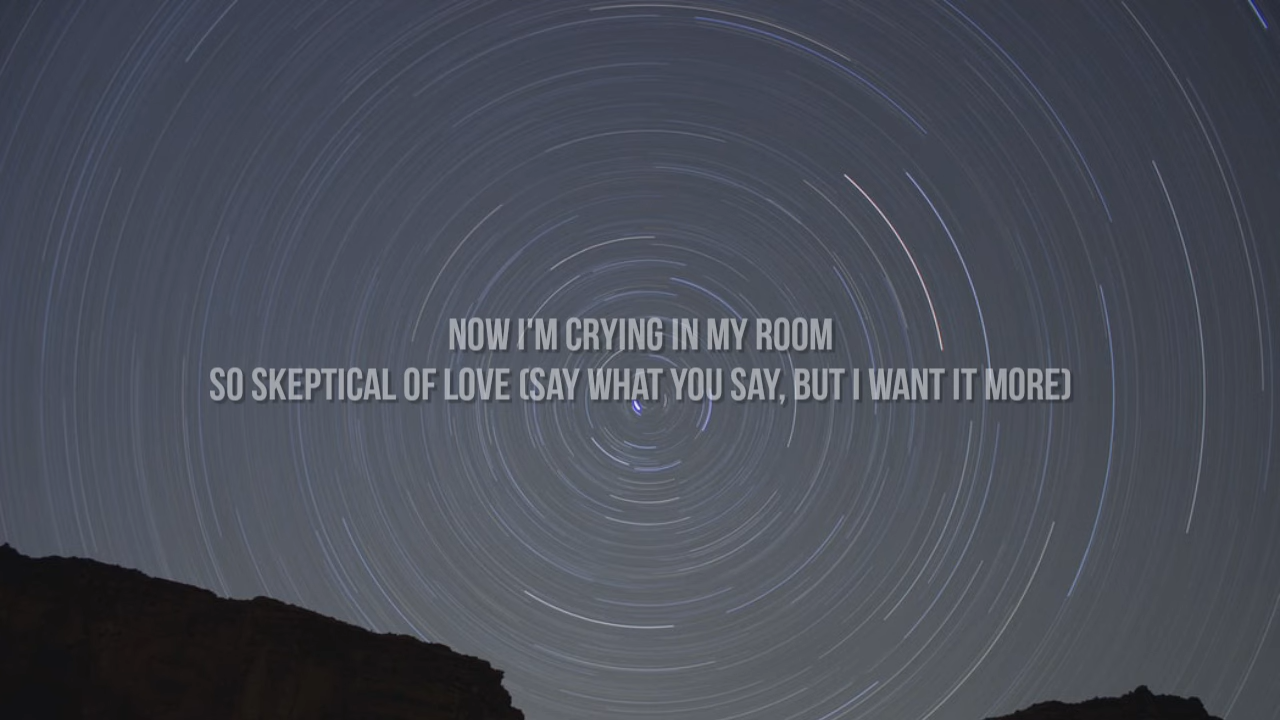 NOW I'M CRYING IN MY ROOM
SO SKEPTICAL OF LOVE (SAY WHAT YOU SAY, BUT I WANT IT MORE)